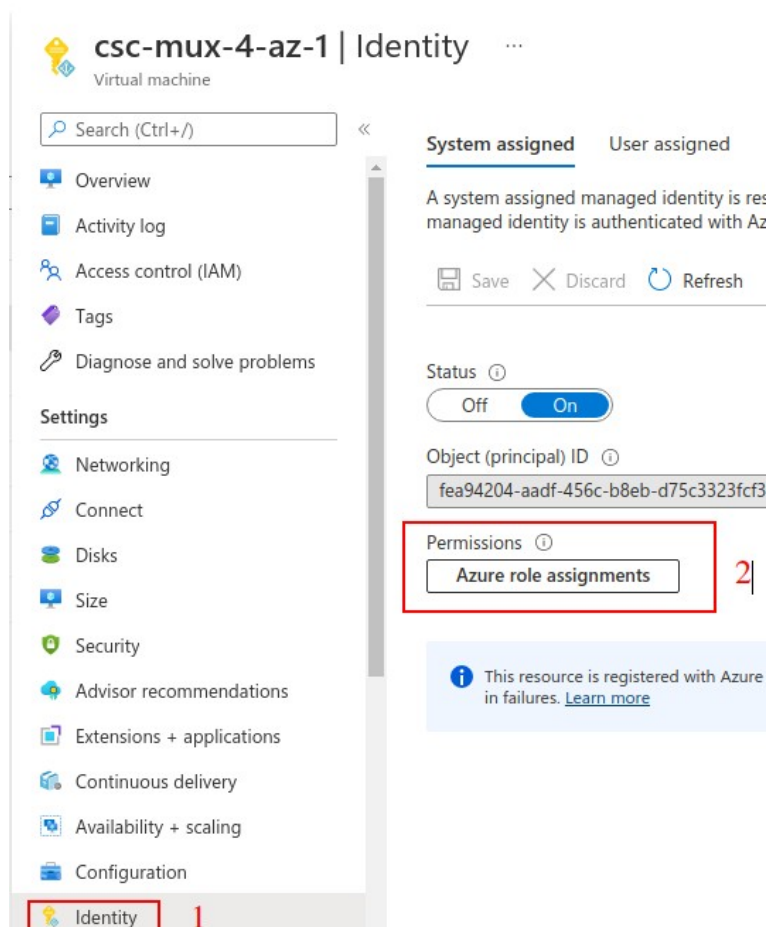 csc-mux-4-az-1 | Identity ...
Virtual machine
Search (Ctrl+/)
«
Overview
Activity log
Access control (IAM)
Tags
Diagnose and solve problems
Settings
Networking
Connect
Disks
Size
Security
Advisor recommendations
Extensions + applications
Continuous delivery
Availability + scaling
Configuration
Identity 1
System assigned User assigned
A system assigned managed identity is res
managed identity is authenticated with Az
Save Discard Refresh
Status
Off On
Object (principal) ID
fea94204-aadf-456c-b8eb-d75c3323fcf3
Permissions
Azure role assignments 2
This resource is registered with Azure
in failures. Learn more